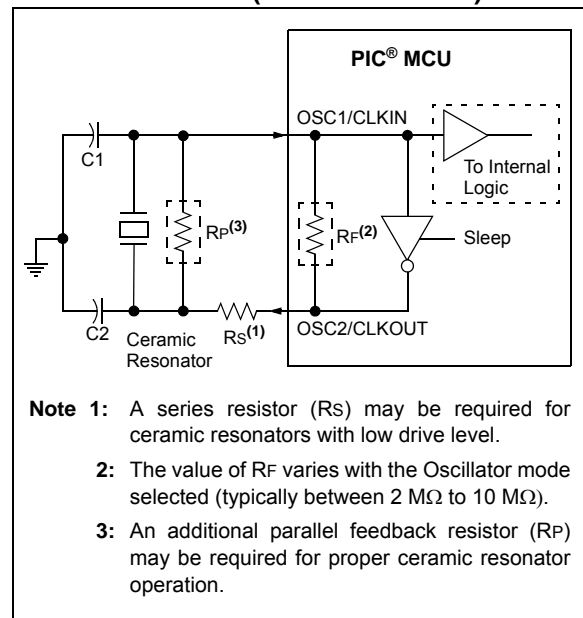 PIC® MCU
OSC1/CLKIN
C1
To Internal
Logic
RP(3)
RF(2)
Sleep
C2
Ceramic
Resonator
RS(1)
OSC2/CLKOUT
Note 1: A series resistor (RS) may be required for
ceramic resonators with low drive level.
2: The value of RF varies with the Oscillator mode
selected (typically between 2 MΩ to 10 MΩ).
3: An additional parallel feedback resistor (RP)
may be required for proper ceramic resonator
operation.